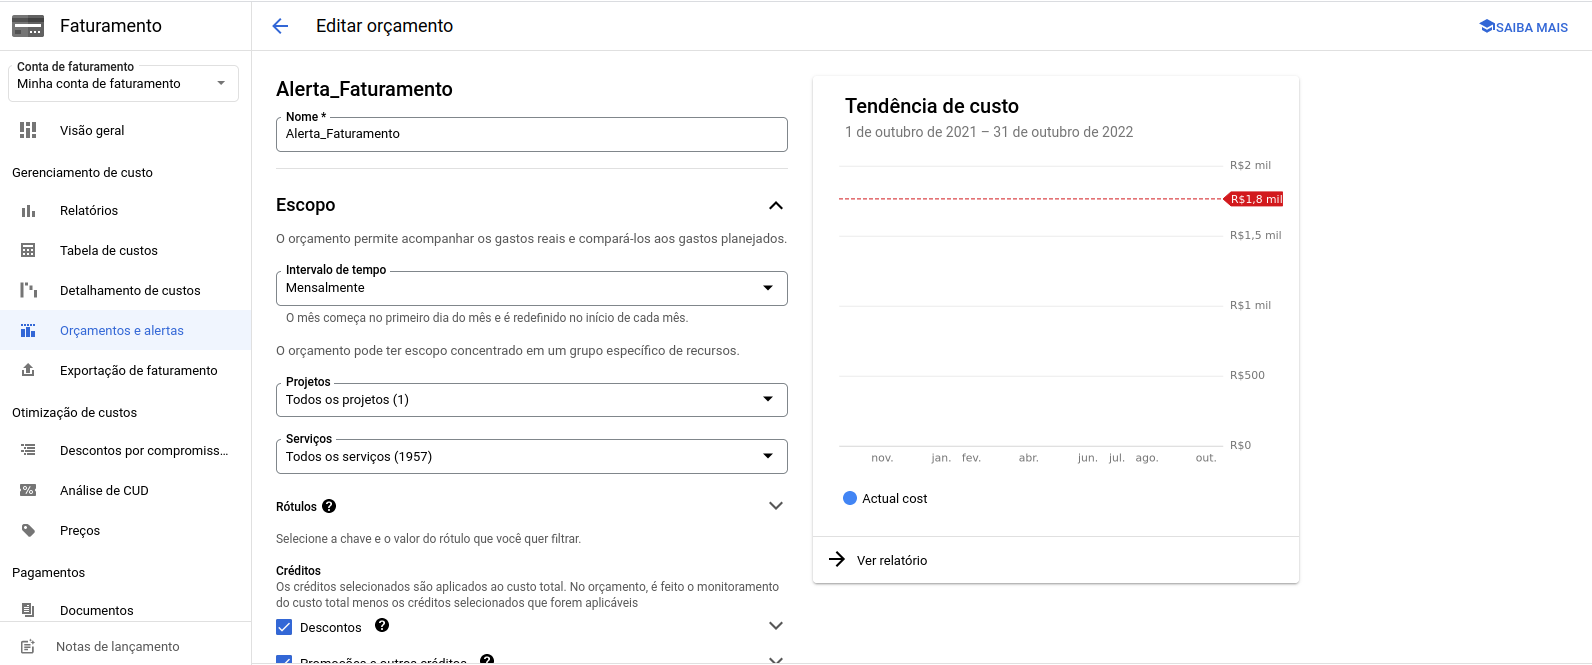 Faturamento
Editar orçamento
SAIBA MAIS
Conta de faturamento
Minha conta de faturamento
Visão geral
Gerenciamento de custo
Relatórios
Tabela de custos
Detalhamento de custos
Orçamentos e alertas
Exportação de faturamento
Otimização de custos
Descontos por compromiss...
Análise de CUD
Preços
Pagamentos
Documentos
Notas de lançamento
Alerta_Faturamento
Nome *
Alerta_Faturamento
Escopo
O orçamento permite acompanhar os gastos reais e compará-los aos gastos planejados.
Intervalo de tempo
Mensalmente
O mês começa no primeiro dia do mês e é redefinido no início de cada mês.
O orçamento pode ter escopo concentrado em um grupo específico de recursos.
Projetos
Todos os projetos (1)
Serviços
Todos os serviços (1957)
Rótulos ?
Selecione a chave e o valor do rótulo que você quer filtrar.
Créditos
Os créditos selecionados são aplicados ao custo total. No orçamento, é feito o monitoramento
do custo total menos os créditos selecionados que forem aplicáveis
Descontos ?
Promoções e outros créditos ?
Tendência de custo
1 de outubro de 2021 – 31 de outubro de 2022
R$2 mil
R$1,8 mil
R$1,5 mil
R$1 mil
R$500
R$0
nov. jan. fev. abr. jun. jul. ago. out.
Actual cost
Ver relatório